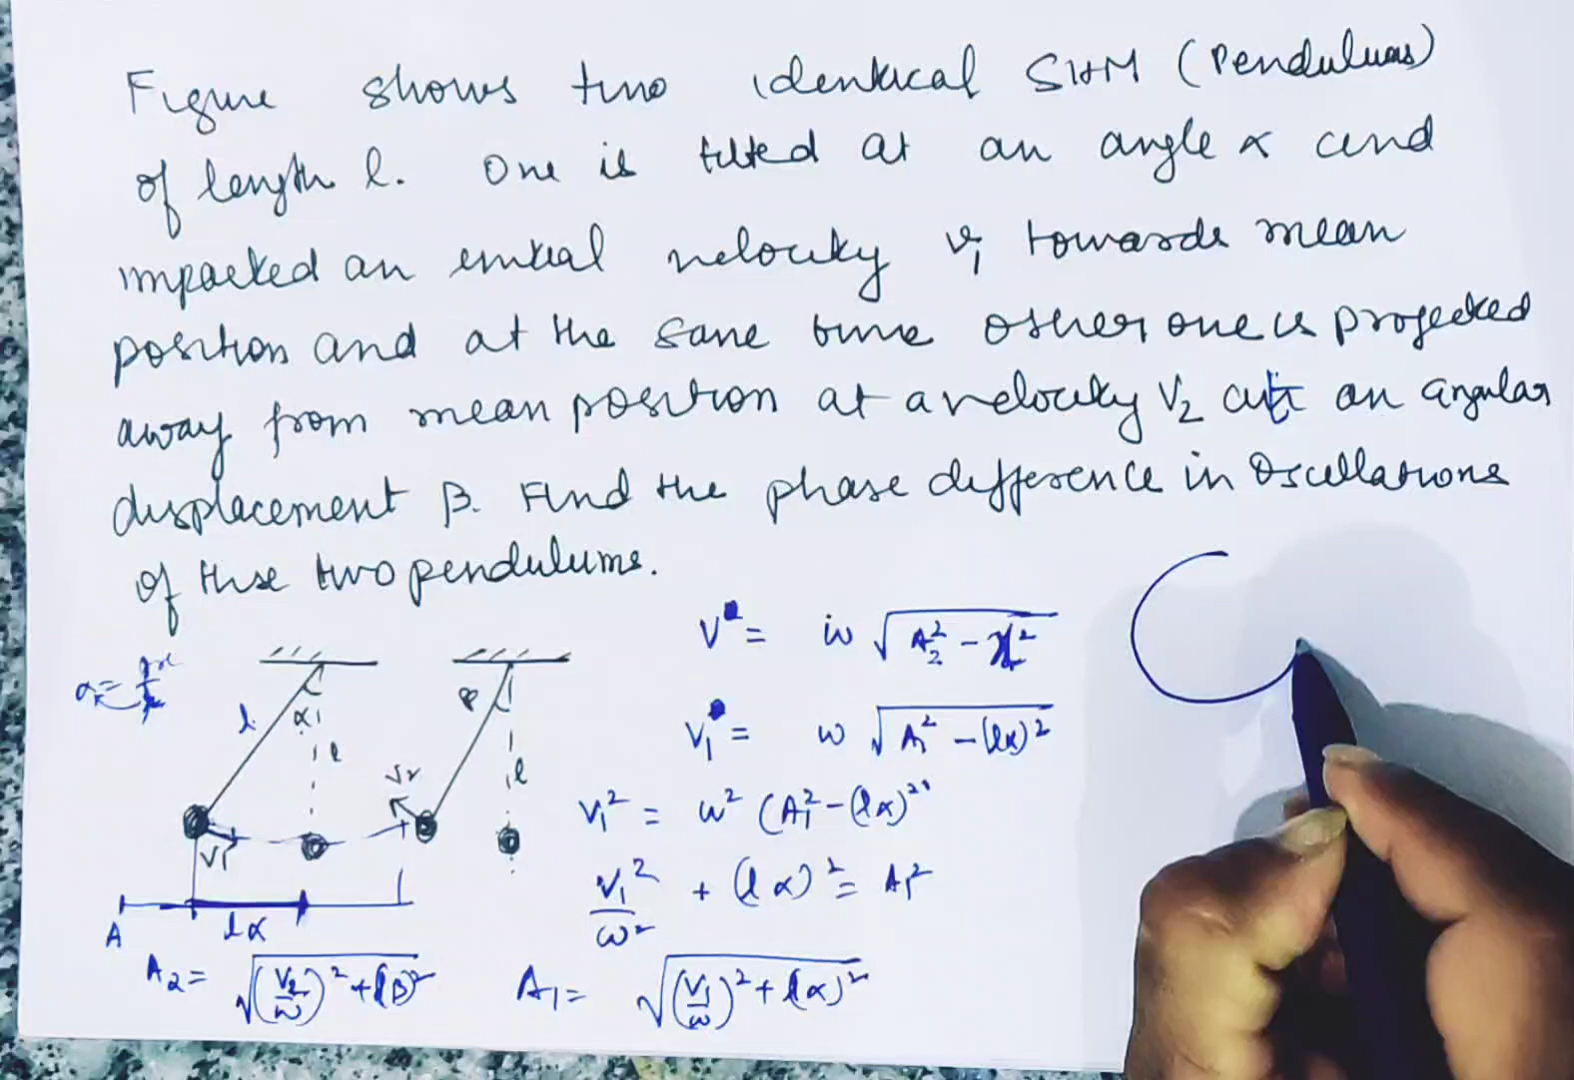 Figure shows two identical SHM (Pendulums)
of length l. One is tilted at an angle α and
imparted an initial velocity v₁ towards mean
position and at the same time other one is projected
away from mean position at a velocity V₂ at an angular
displacement β. Find the phase difference in Oscillations
of these two pendulums.
V = ω √(A₂² - x²)
V₁ = ω √(A₁² - (lα)²)
V₁² = ω² (A₁² - (lα)²)
V₁²/ω² + (lα)² = A₁²
α =
l α l
β l
V₂
V₁
A lα
A₂ = √((V₂/ω)² + (lβ)²) A₁ = √((V₁/ω)² + (lα)²)